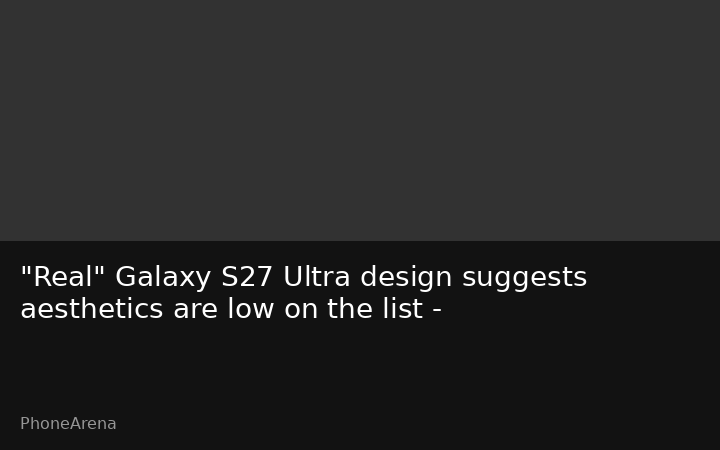 "Real" Galaxy S27 Ultra design suggests
aesthetics are low on the list -
PhoneArena